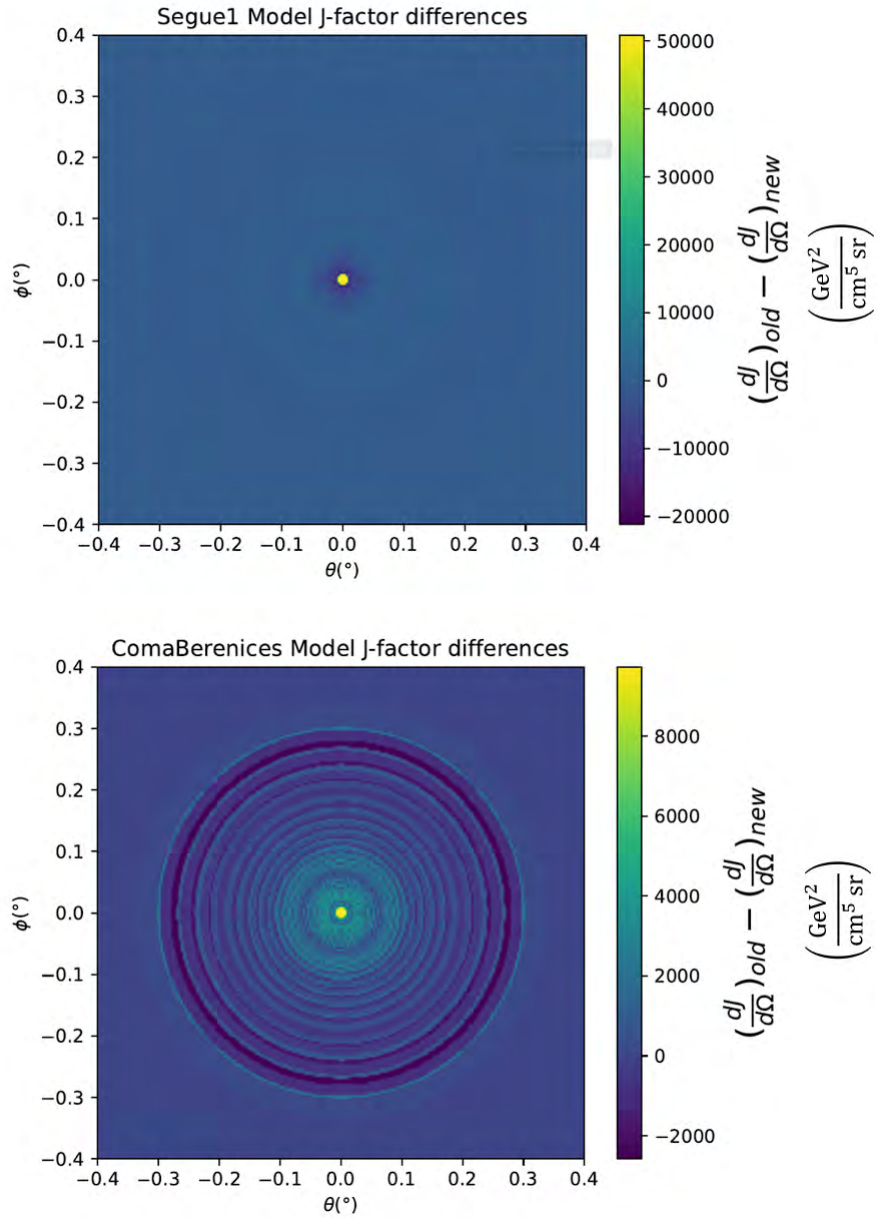 Segue1 Model J-factor differences
0.4
0.3
0.2
0.1
0.0
−0.1
−0.2
−0.3
−0.4
ϕ(°)
−0.4 −0.3 −0.2 −0.1 0.0 0.1 0.2 0.3 0.4
θ(°)
50000
40000
30000
20000
10000
0
−10000
−20000
(dJ/dΩ)old − (dJ/dΩ)new
(GeV²/cm⁵ sr)
ComaBerenices Model J-factor differences
0.4
0.3
0.2
0.1
0.0
−0.1
−0.2
−0.3
−0.4
ϕ(°)
−0.4 −0.3 −0.2 −0.1 0.0 0.1 0.2 0.3 0.4
θ(°)
8000
6000
4000
2000
0
−2000
(dJ/dΩ)old − (dJ/dΩ)new
(GeV²/cm⁵ sr)